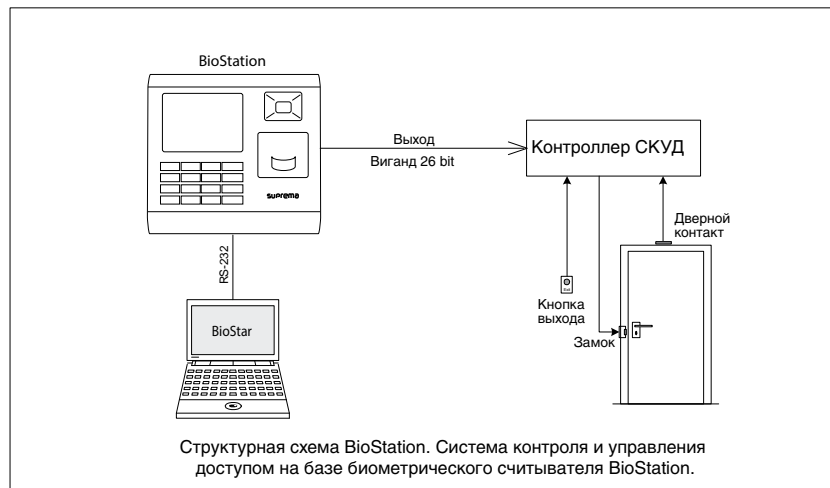 BioStation
suprema
Выход
Виганд 26 bit
Контроллер СКУД
RS-232
BioStar
Кнопка
выхода
Замок
Дверной
контакт
Структурная схема BioStation. Система контроля и управления
доступом на базе биометрического считывателя BioStation.